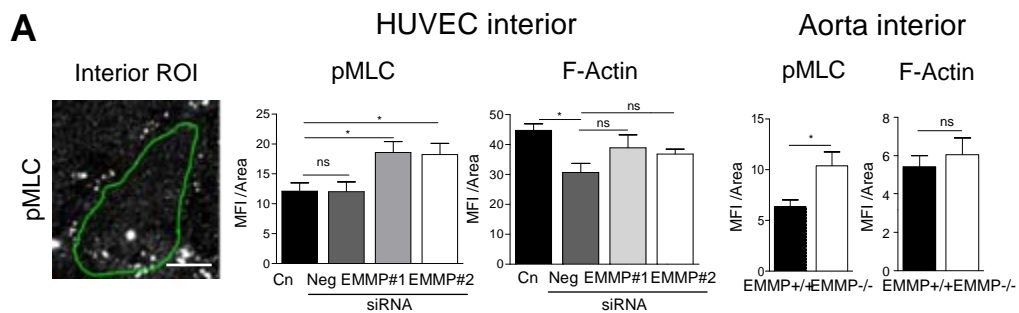 A
HUVEC interior
Aorta interior
Interior ROI
pMLC
F-Actin
pMLC
F-Actin
pMLC
MFI /Area
25
20
15
10
5
0
*
*
ns
Cn Neg EMMP#1 EMMP#2
siRNA
MFI /Area
50
40
30
20
10
0
ns
*
ns
Cn Neg EMMP#1 EMMP#2
siRNA
MFI /Area
15
10
5
0
*
EMMP+/+ EMMP-/-
MFI /Area
8
6
4
2
0
ns
EMMP+/+ EMMP-/-